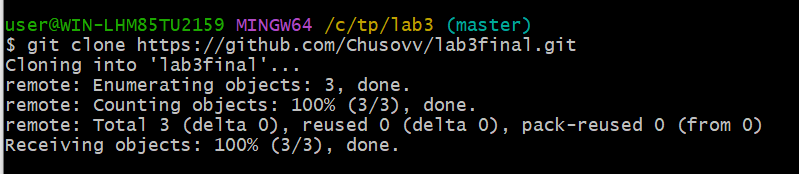 user@WIN-LHM85TU2159 MINGW64 /c/tp/lab3 (master)
$ git clone https://github.com/Chusovv/lab3final.git
Cloning into 'lab3final'...
remote: Enumerating objects: 3, done.
remote: Counting objects: 100% (3/3), done.
remote: Total 3 (delta 0), reused 0 (delta 0), pack-reused 0 (from 0)
Receiving objects: 100% (3/3), done.